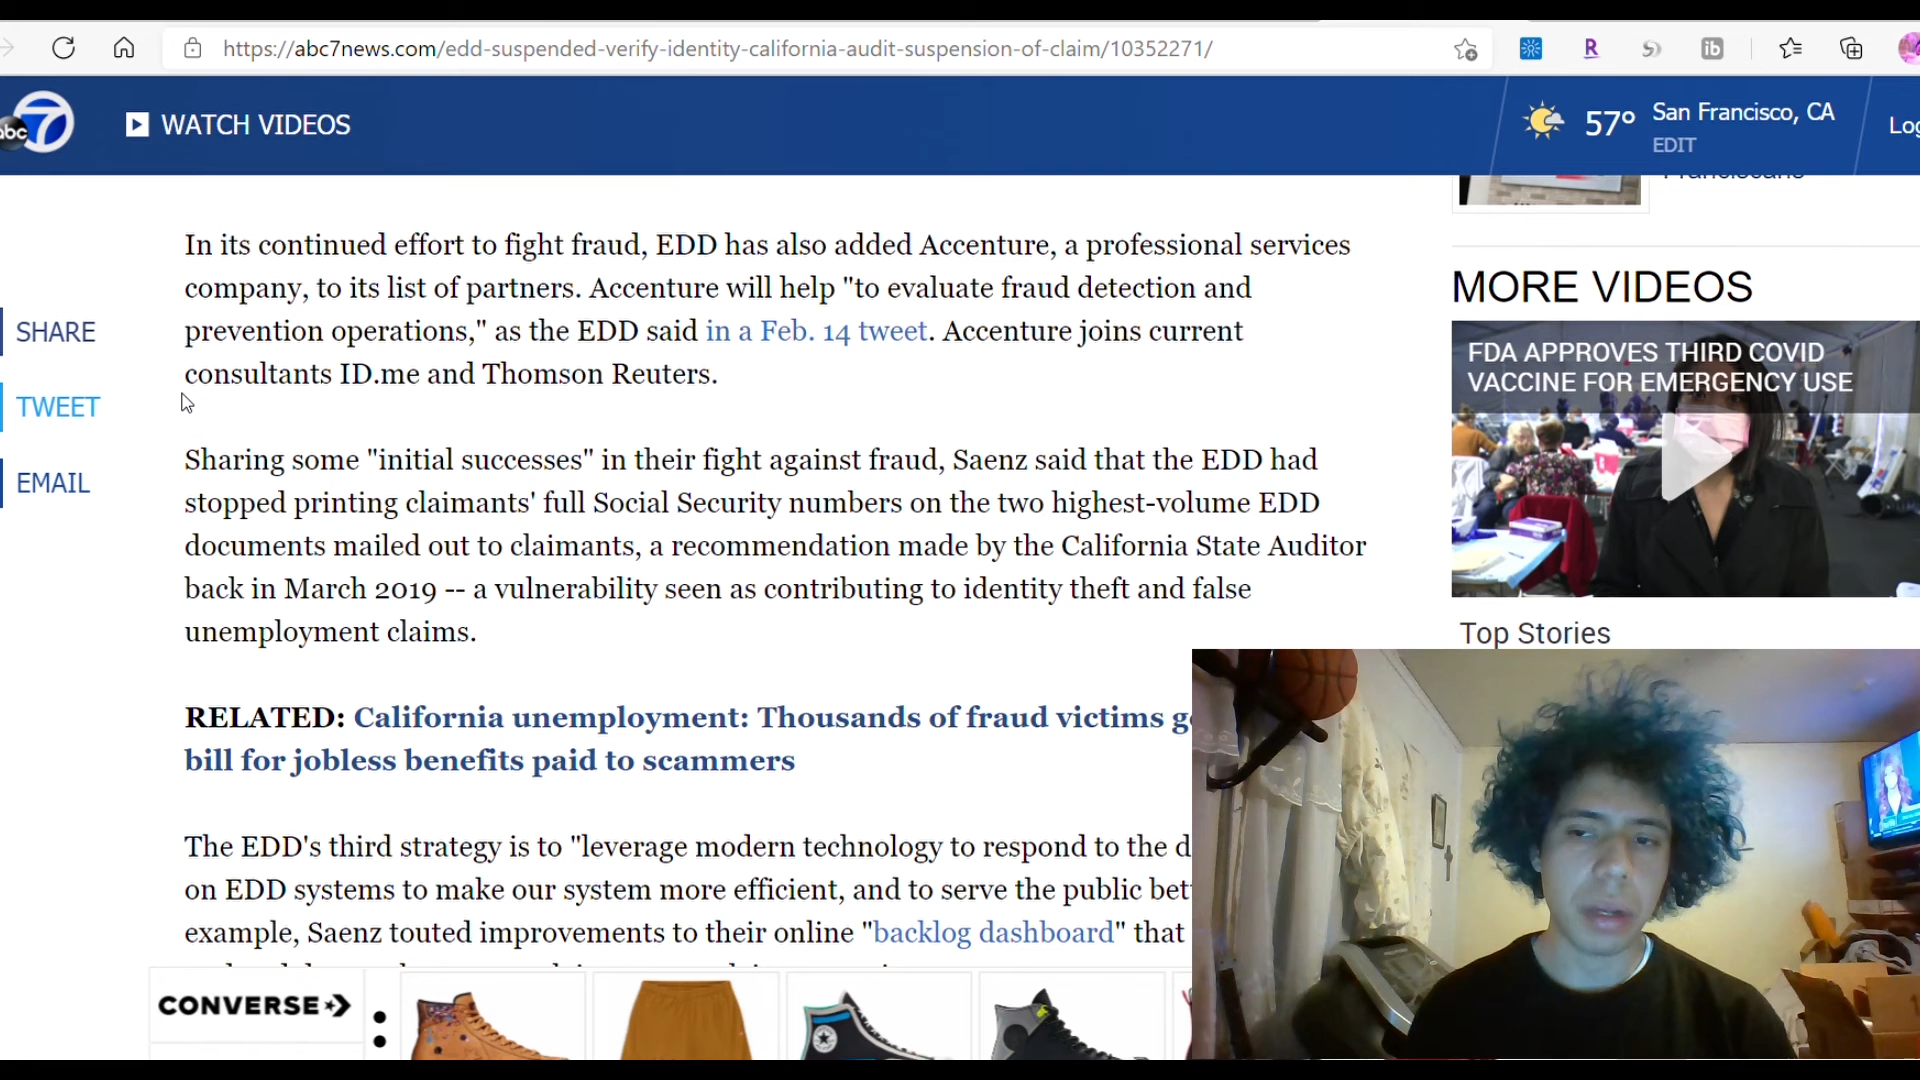 https://abc7news.com/edd-suspended-verify-identity-california-audit-suspension-of-claim/10352271/
R
ib
abc 7
WATCH VIDEOS
57°
San Francisco, CA
EDIT
In its continued effort to fight fraud, EDD has also added Accenture, a professional services
company, to its list of partners. Accenture will help "to evaluate fraud detection and
prevention operations," as the EDD said in a Feb. 14 tweet. Accenture joins current
consultants ID.me and Thomson Reuters.
SHARE
TWEET
EMAIL
Sharing some "initial successes" in their fight against fraud, Saenz said that the EDD had
stopped printing claimants' full Social Security numbers on the two highest-volume EDD
documents mailed out to claimants, a recommendation made by the California State Auditor
back in March 2019 -- a vulnerability seen as contributing to identity theft and false
unemployment claims.
RELATED: California unemployment: Thousands of fraud victims
bill for jobless benefits paid to scammers
The EDD's third strategy is to "leverage modern technology to respond to the
on EDD systems to make our system more efficient, and to serve the public
example, Saenz touted improvements to their online "backlog dashboard" that
CONVERSE
MORE VIDEOS
FDA APPROVES THIRD COVID
VACCINE FOR EMERGENCY USE
Top Stories